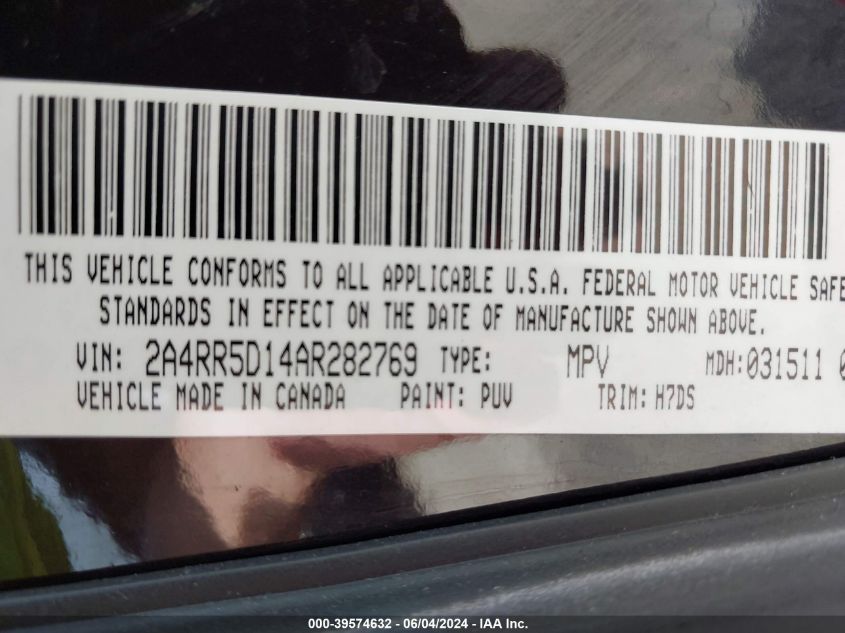 THIS VEHICLE CONFORMS TO ALL APPLICABLE U.S.A. FEDERAL MOTOR VEHICLE SAFE
STANDARDS IN EFFECT ON THE DATE OF MANUFACTURE SHOWN ABOVE.
VIN: 2A4RR5D14AR282769 TYPE: MPV MDH:031511 0
VEHICLE MADE IN CANADA PAINT: PUV TRIM: H7DS
000-39574632 - 06/04/2024 - IAA Inc.